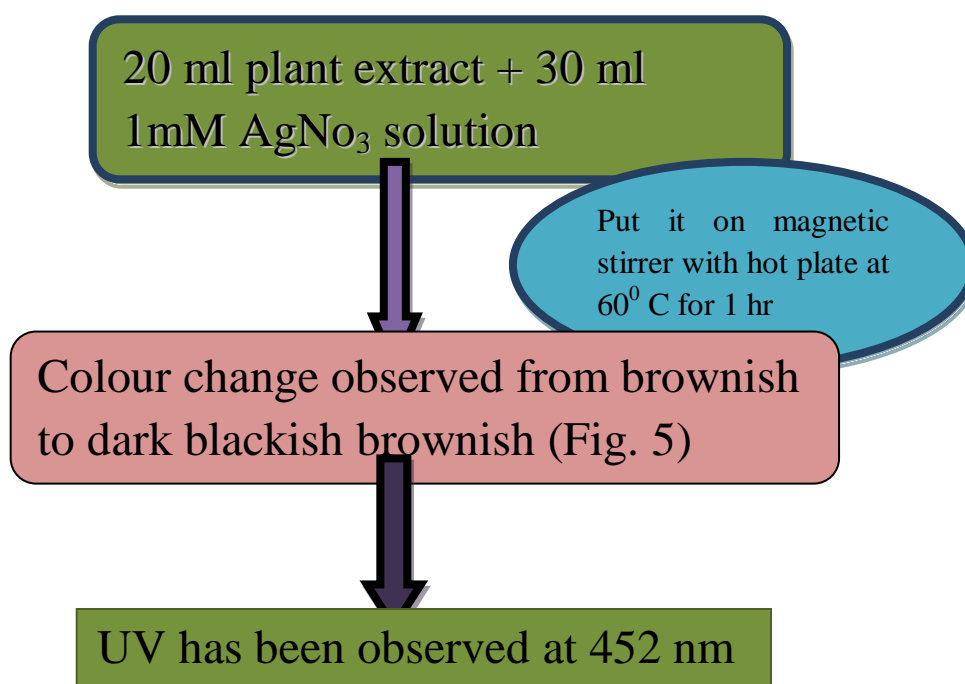 20 ml plant extract + 30 ml
1mM AgNo₃ solution
Put it on magnetic
stirrer with hot plate at
60⁰ C for 1 hr
Colour change observed from brownish
to dark blackish brownish (Fig. 5)
UV has been observed at 452 nm